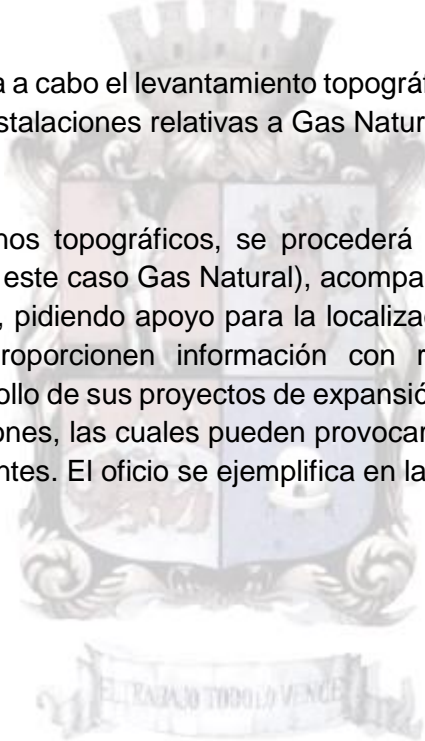 a a cabo el levantamiento topográf
stalaciones relativas a Gas Natur
nos topográficos, se procederá
este caso Gas Natural), acompa
, pidiendo apoyo para la localizac
roporcionen información con r
ollo de sus proyectos de expansió
ones, las cuales pueden provocar
ntes. El oficio se ejemplifica en la
EL TRABAJO TODO LO VENCE